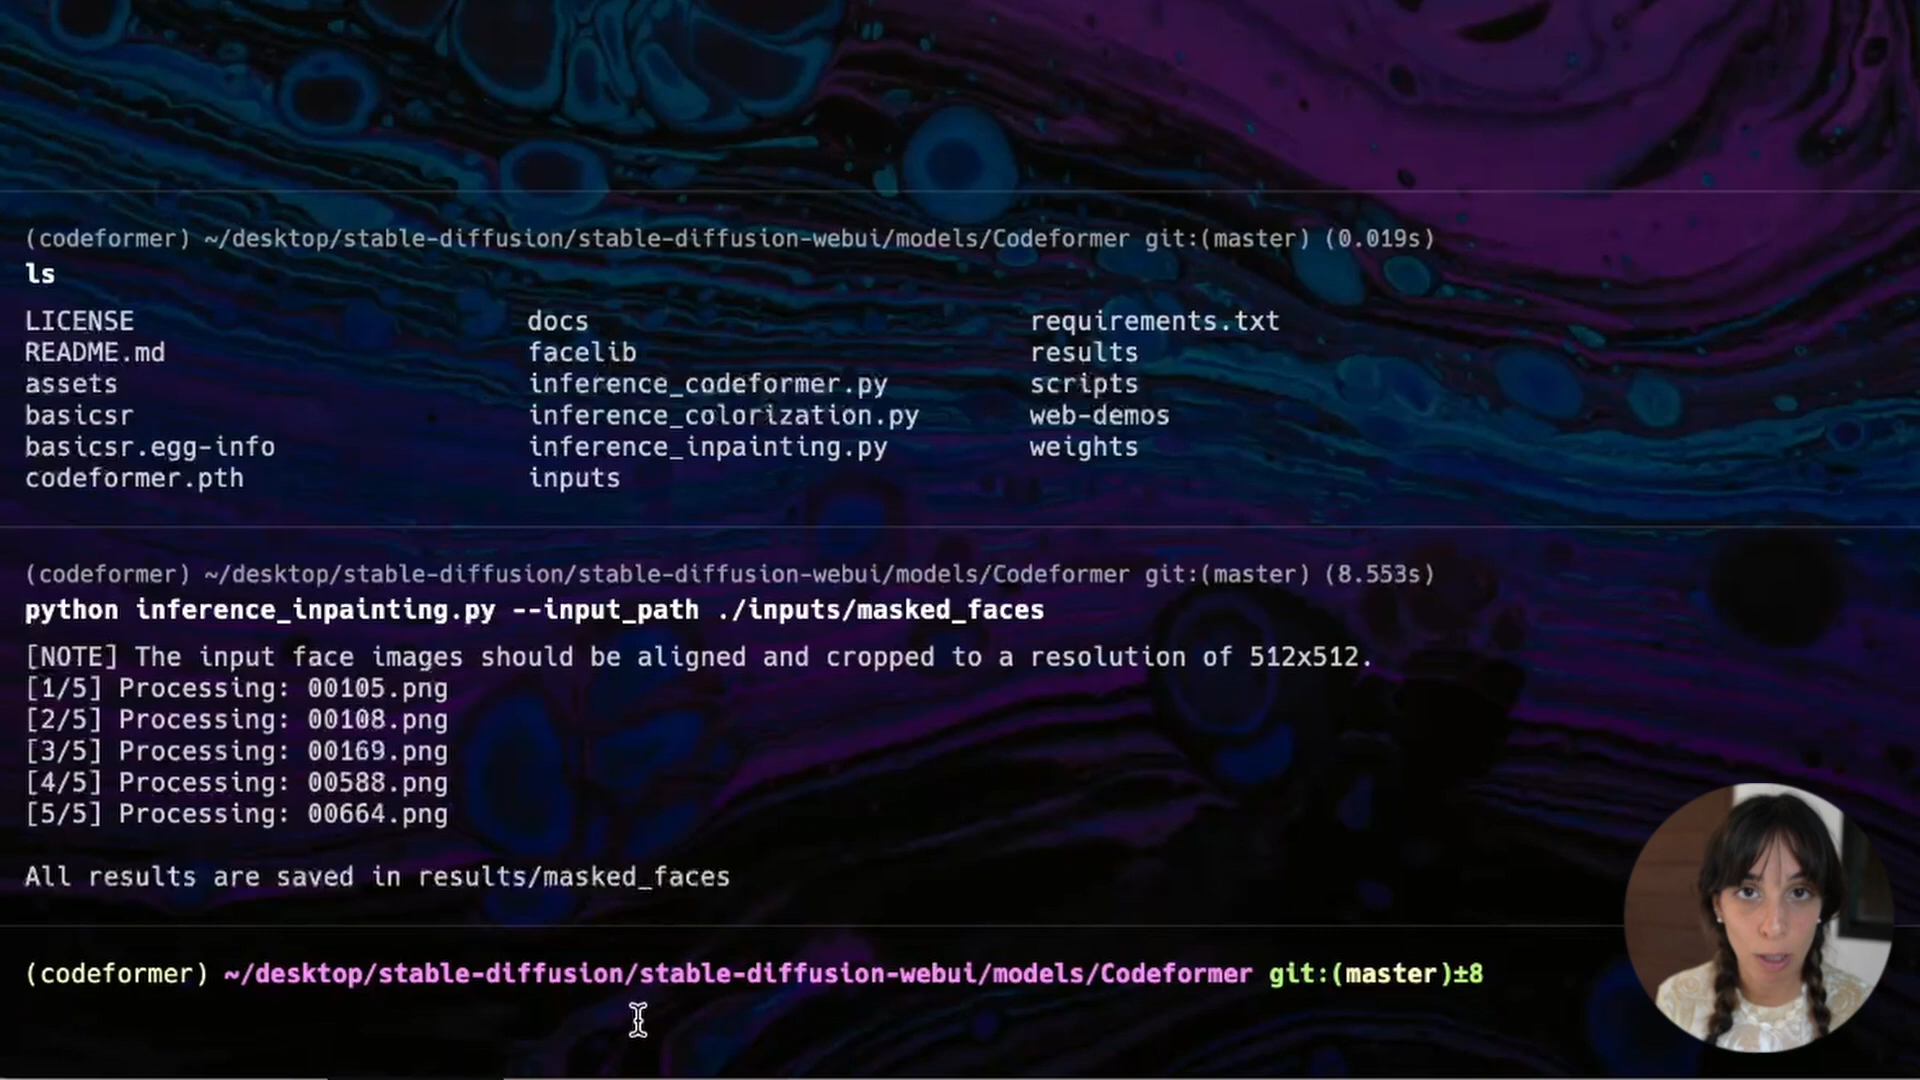 (codeformer) ~/desktop/stable-diffusion/stable-diffusion-webui/models/Codeformer git:(master) (0.019s)
ls
LICENSE docs requirements.txt
README.md facelib results
assets inference_codeformer.py scripts
basicsr inference_colorization.py web-demos
basicsr.egg-info inference_inpainting.py weights
codeformer.pth inputs
(codeformer) ~/desktop/stable-diffusion/stable-diffusion-webui/models/Codeformer git:(master) (8.553s)
python inference_inpainting.py --input_path ./inputs/masked_faces
[NOTE] The input face images should be aligned and cropped to a resolution of 512x512.
[1/5] Processing: 00105.png
[2/5] Processing: 00108.png
[3/5] Processing: 00169.png
[4/5] Processing: 00588.png
[5/5] Processing: 00664.png
All results are saved in results/masked_faces
(codeformer) ~/desktop/stable-diffusion/stable-diffusion-webui/models/Codeformer git:(master)±8